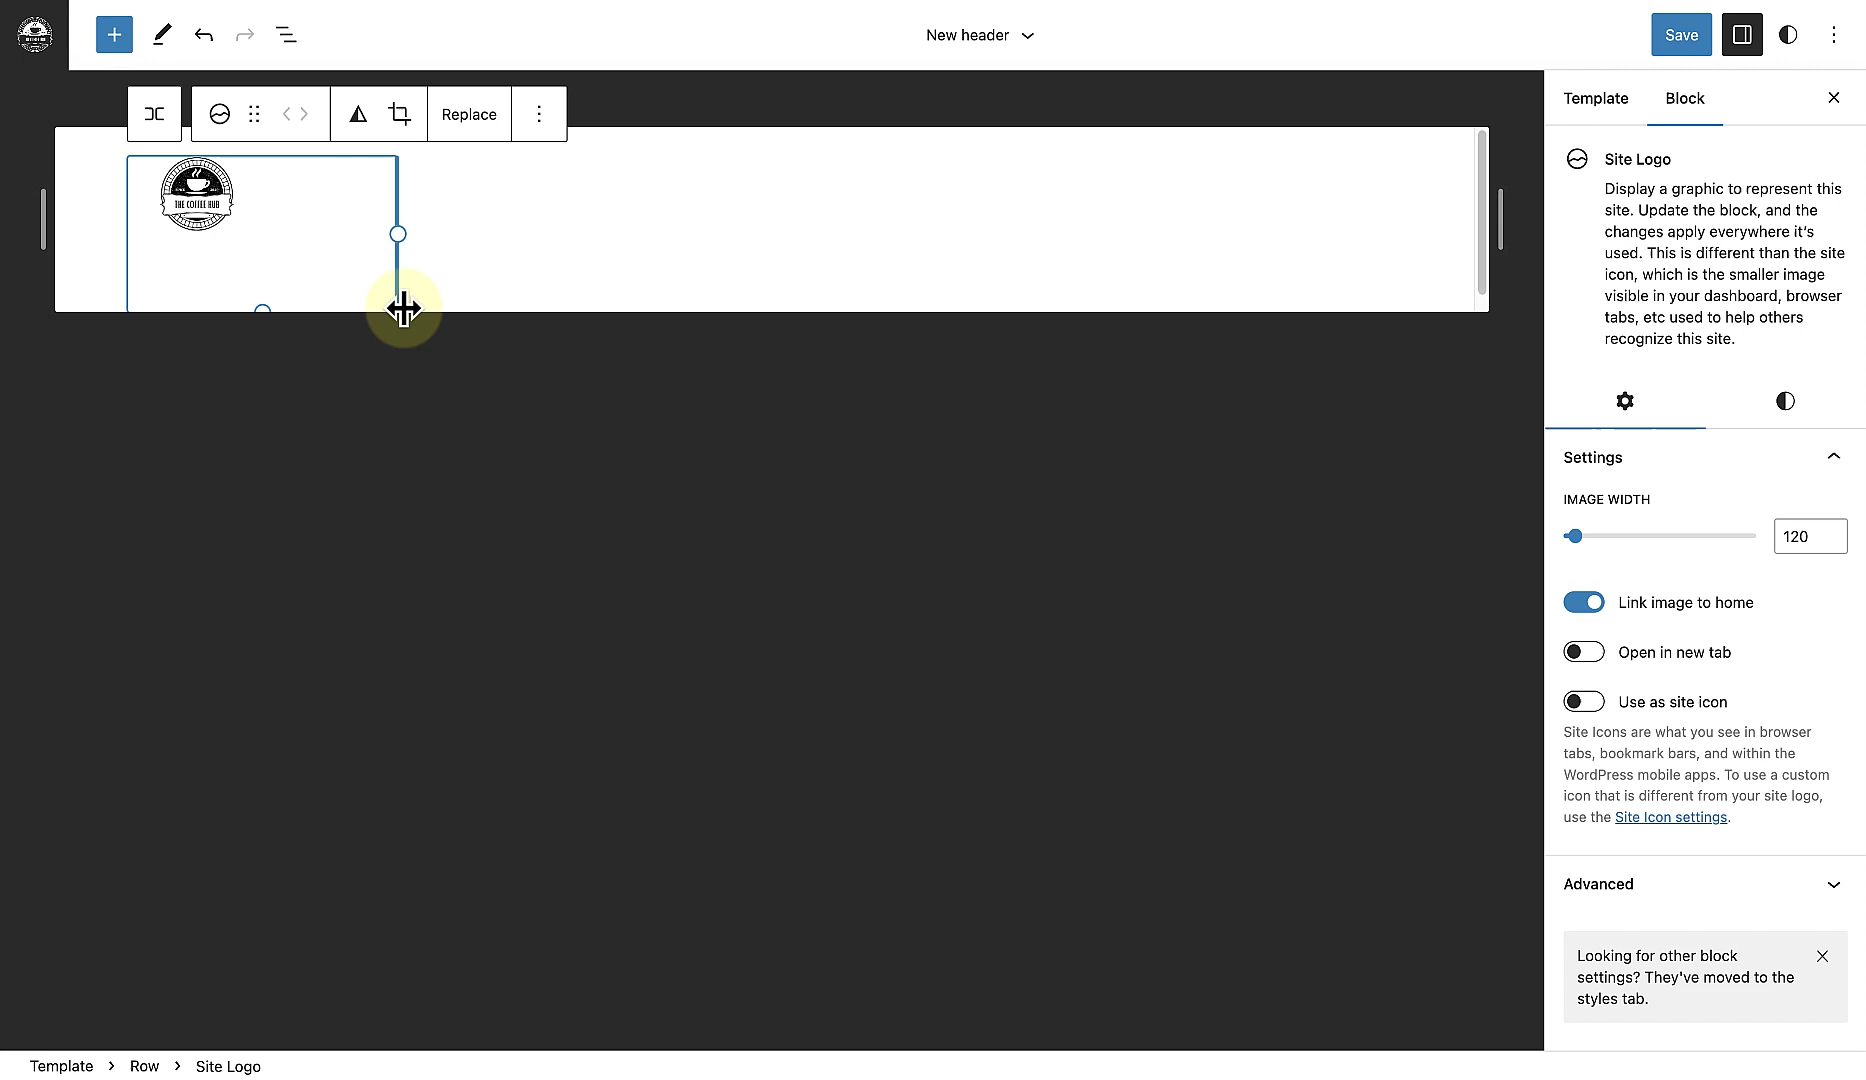 New header
Save
Replace
THE COFFEE HUB
Template
Block
Site Logo
Display a graphic to represent this
site. Update the block, and the
changes apply everywhere it's
used. This is different than the site
icon, which is the smaller image
visible in your dashboard, browser
tabs, etc used to help others
recognize this site.
Settings
IMAGE WIDTH
120
Link image to home
Open in new tab
Use as site icon
Site Icons are what you see in browser
tabs, bookmark bars, and within the
WordPress mobile apps. To use a custom
icon that is different from your site logo,
use the Site Icon settings.
Advanced
Looking for other block
settings? They've moved to the
styles tab.
Template > Row > Site Logo